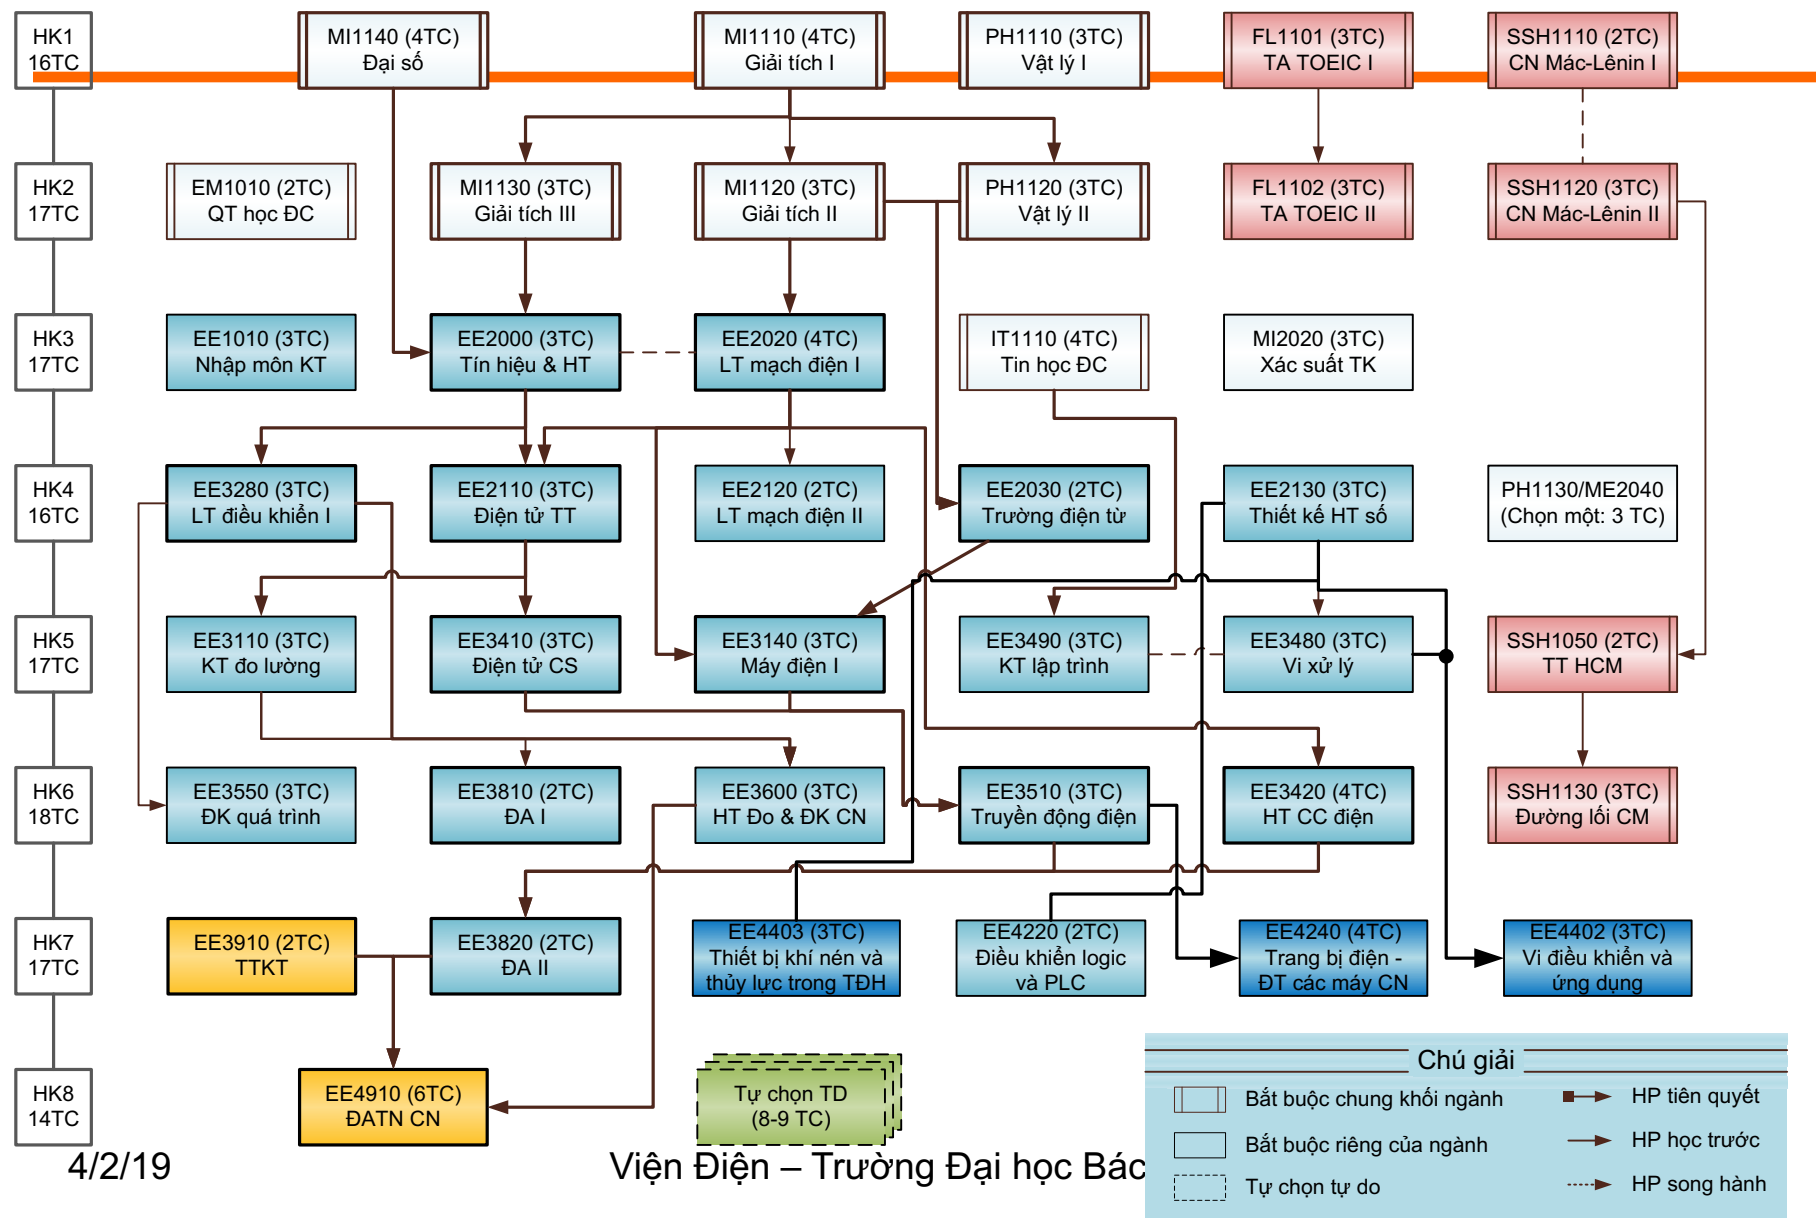 HK1
16TC
MI1140 (4TC)
Đại số
MI1110 (4TC)
Giải tích I
PH1110 (3TC)
Vật lý I
FL1101 (3TC)
TA TOEIC I
SSH1110 (2TC)
CN Mác-Lênin I
HK2
17TC
EM1010 (2TC)
QT học ĐC
MI1130 (3TC)
Giải tích III
MI1120 (3TC)
Giải tích II
PH1120 (3TC)
Vật lý II
FL1102 (3TC)
TA TOEIC II
SSH1120 (3TC)
CN Mác-Lênin II
HK3
17TC
EE1010 (3TC)
Nhập môn KT
EE2000 (3TC)
Tín hiệu & HT
EE2020 (4TC)
LT mạch điện I
IT1110 (4TC)
Tin học ĐC
MI2020 (3TC)
Xác suất TK
HK4
16TC
EE3280 (3TC)
LT điều khiển I
EE2110 (3TC)
Điện tử TT
EE2120 (2TC)
LT mạch điện II
EE2030 (2TC)
Trường điện từ
EE2130 (3TC)
Thiết kế HT số
PH1130/ME2040
(Chọn một: 3 TC)
HK5
17TC
EE3110 (3TC)
KT đo lường
EE3410 (3TC)
Điện tử CS
EE3140 (3TC)
Máy điện I
EE3490 (3TC)
KT lập trình
EE3480 (3TC)
Vi xử lý
SSH1050 (2TC)
TT HCM
HK6
18TC
EE3550 (3TC)
ĐK quá trình
EE3810 (2TC)
ĐA I
EE3600 (3TC)
HT Đo & ĐK CN
EE3510 (3TC)
Truyền động điện
EE3420 (4TC)
HT CC điện
SSH1130 (3TC)
Đường lối CM
HK7
17TC
EE3910 (2TC)
TTKT
EE3820 (2TC)
ĐA II
EE4403 (3TC)
Thiết bị khí nén và
thủy lực trong TĐH
EE4220 (2TC)
Điều khiển logic
và PLC
EE4240 (4TC)
Trang bị điện -
ĐT các máy CN
EE4402 (3TC)
Vi điều khiển và
ứng dụng
HK8
14TC
EE4910 (6TC)
ĐATN CN
Tự chọn TD
(8-9 TC)
Chú giải
Bắt buộc chung khối ngành
HP tiên quyết
Bắt buộc riêng của ngành
HP học trước
Tự chọn tự do
HP song hành
4/2/19
Viện Điện – Trường Đại học Bác